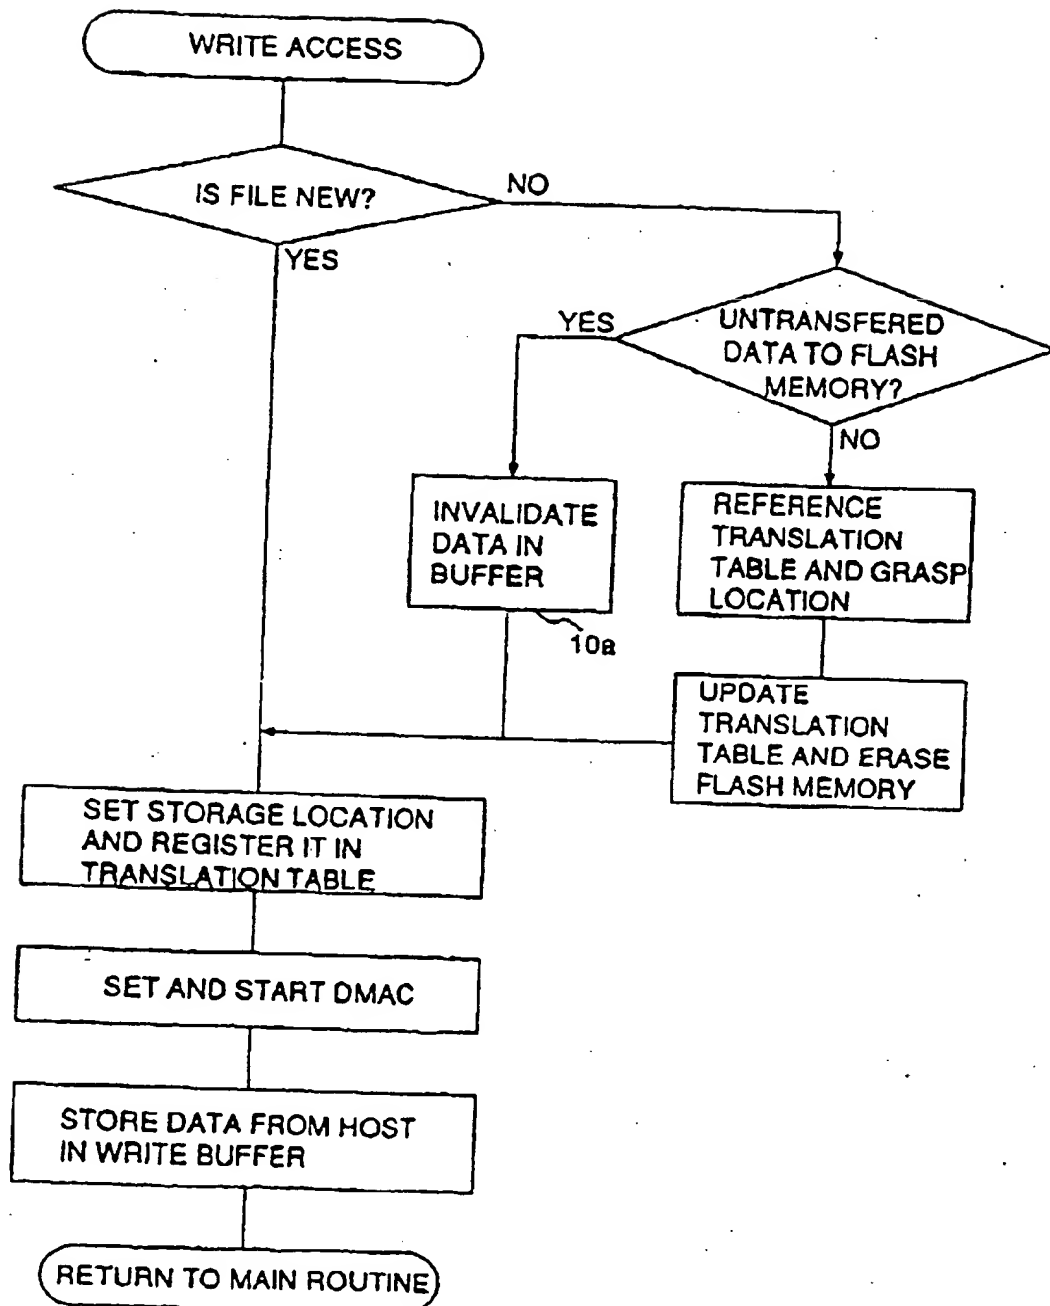 WRITE ACCESS
IS FILE NEW?
NO
YES
UNTRANSFERED
DATA TO FLASH
MEMORY?
YES
NO
INVALIDATE
DATA IN
BUFFER
10a
REFERENCE
TRANSLATION
TABLE AND GRASP
LOCATION
UPDATE
TRANSLATION
TABLE AND ERASE
FLASH MEMORY
SET STORAGE LOCATION
AND REGISTER IT IN
TRANSLATION TABLE
SET AND START DMAC
STORE DATA FROM HOST
IN WRITE BUFFER
RETURN TO MAIN ROUTINE